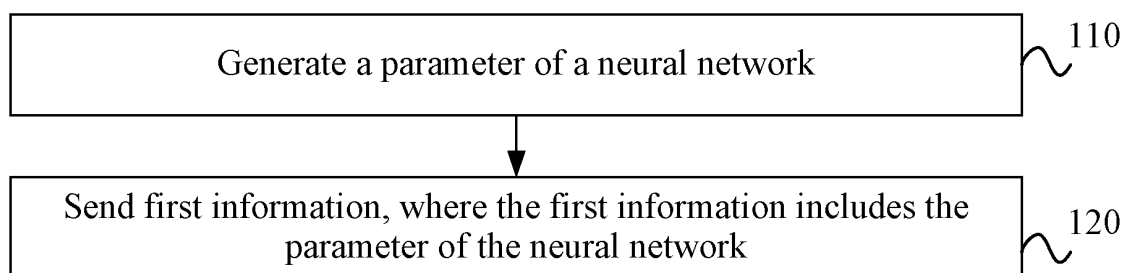 Generate a parameter of a neural network
110
Send first information, where the first information includes the
parameter of the neural network
120